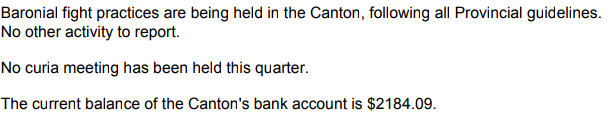 Baronial fight practices are being held in the Canton, following all Provincial guidelines.
No other activity to report.
No curia meeting has been held this quarter.
The current balance of the Canton's bank account is $2184.09.